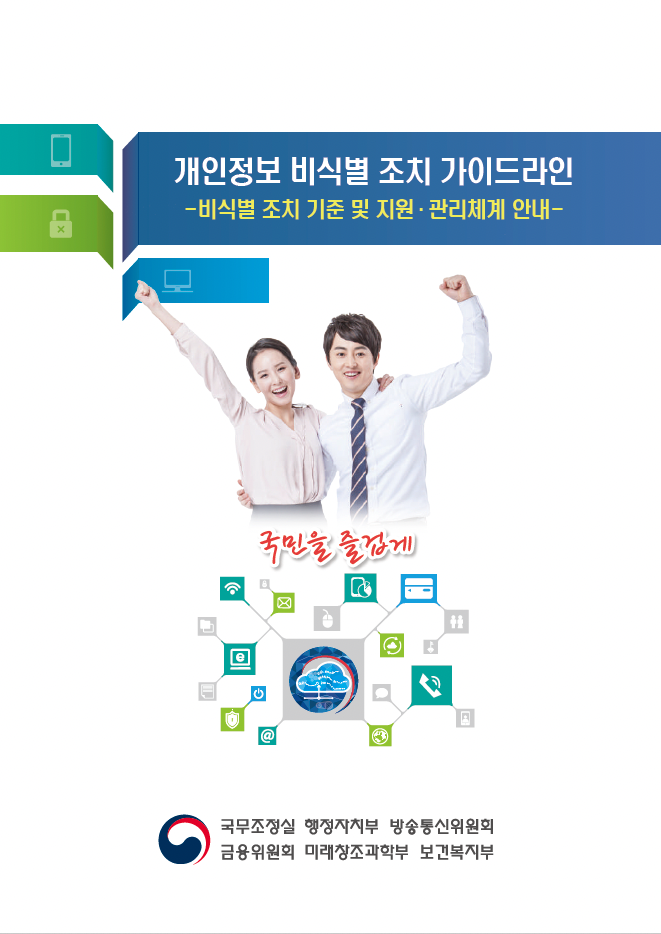 개인정보 비식별 조치 가이드라인
-비식별 조치 기준 및 지원·관리체계 안내-
국민을 즐겁게
e
@
국무조정실 행정자치부 방송통신위원회
금융위원회 미래창조과학부 보건복지부